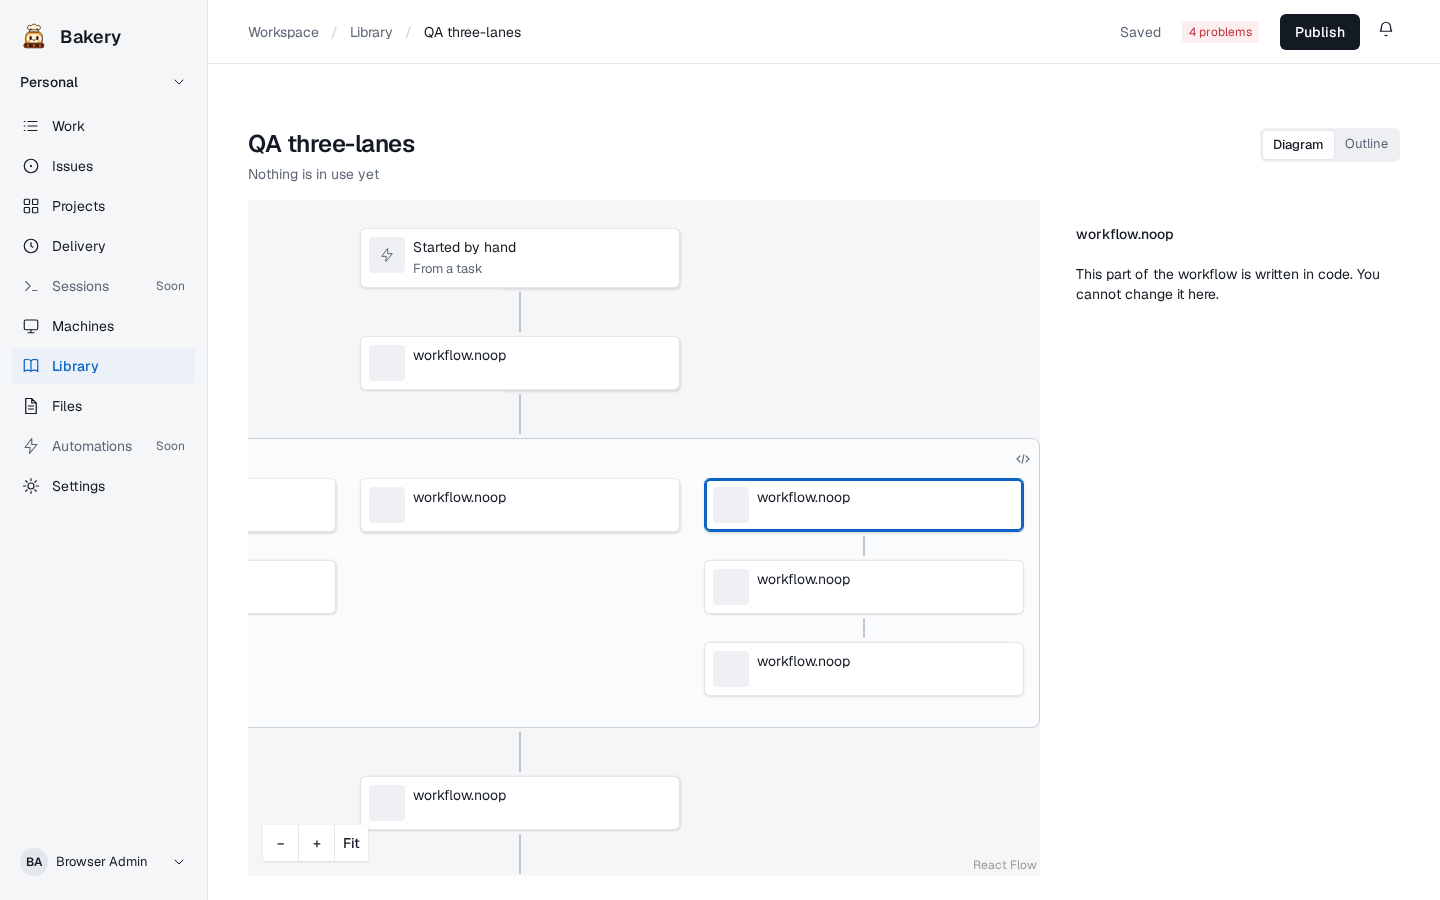 Bakery
Workspace / Library / QA three-lanes
Saved
4 problems
Publish
Personal
Work
Issues
Projects
Delivery
Sessions Soon
Machines
Library
Files
Automations Soon
Settings
BA Browser Admin
QA three-lanes
Nothing is in use yet
Diagram Outline
Started by hand
From a task
workflow.noop
workflow.noop
workflow.noop
workflow.noop
workflow.noop
workflow.noop
− + Fit
React Flow
workflow.noop
This part of the workflow is written in code. You
cannot change it here.